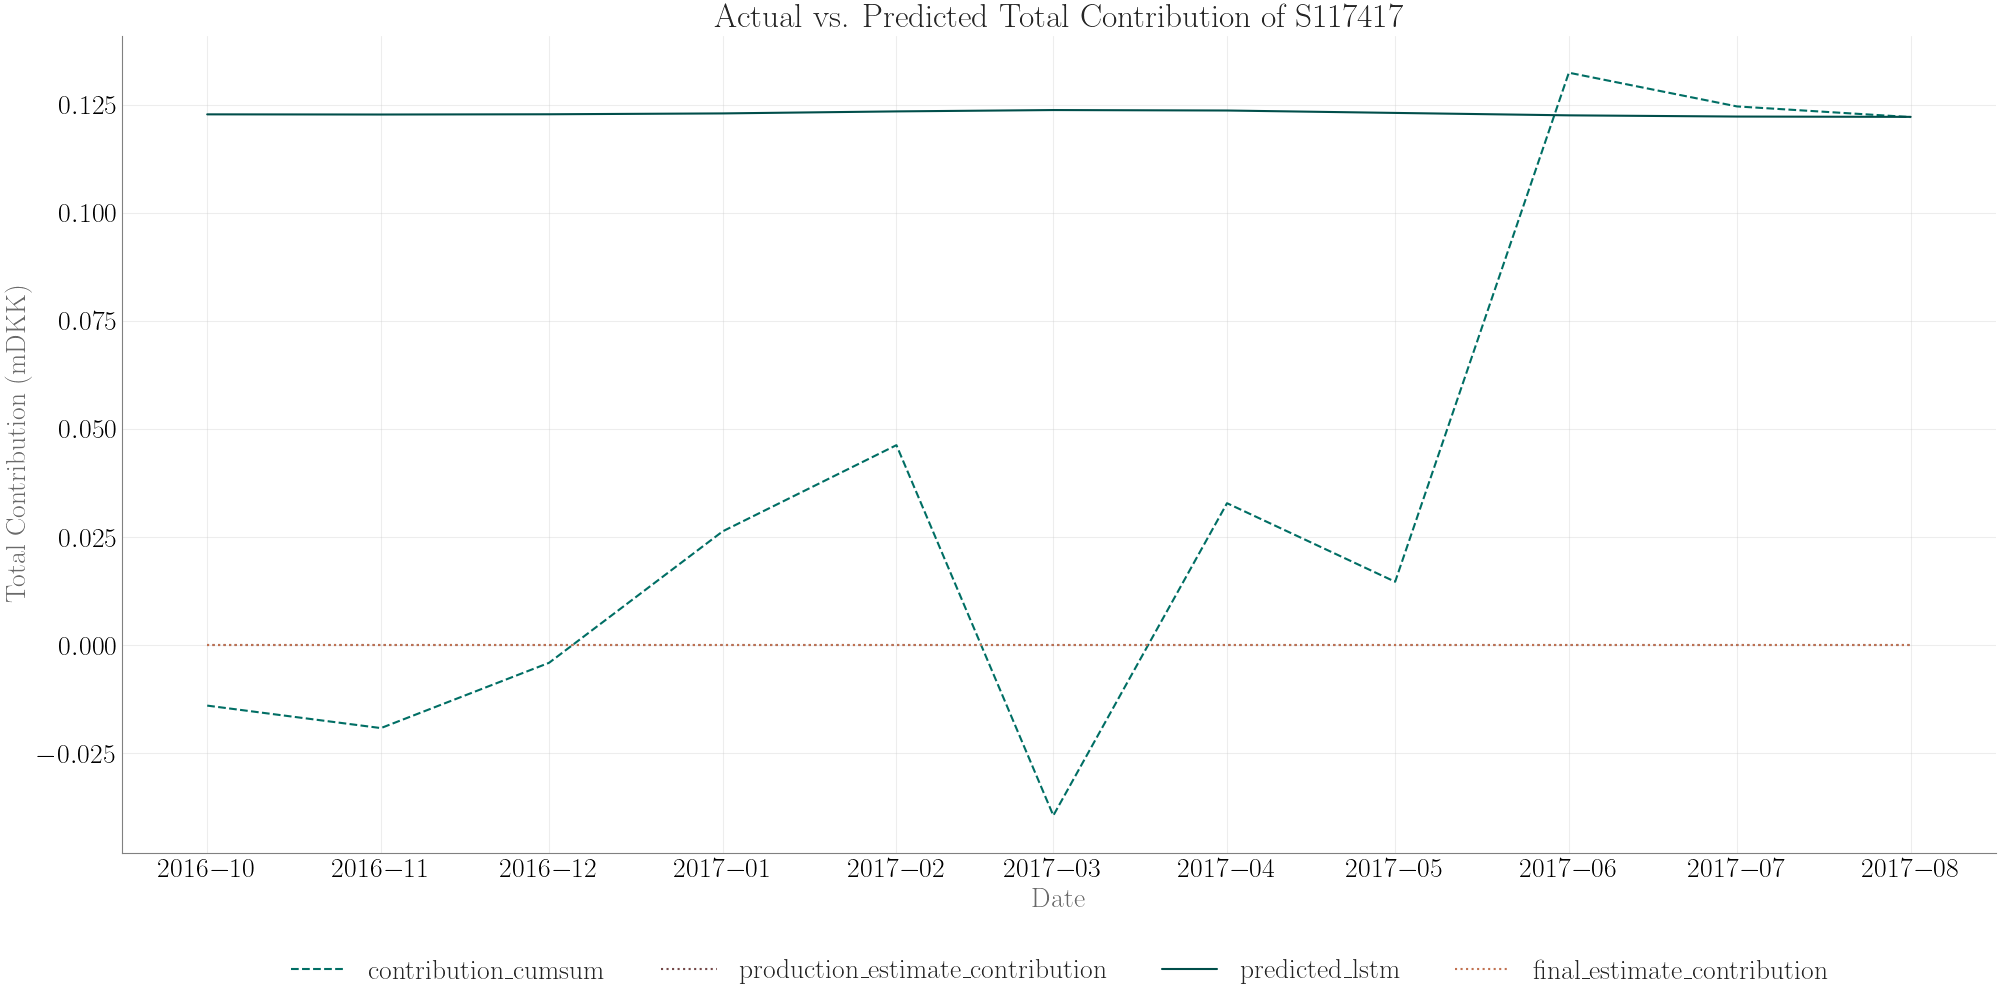 Actual vs. Predicted Total Contribution of S117417
Total Contribution (mDKK)
0.125
0.100
0.075
0.050
0.025
0.000
−0.025
2016–10 2016–11 2016–12 2017–01 2017–02 2017–03 2017–04 2017–05 2017–06 2017–07 2017–08
Date
contribution_cumsum production_estimate_contribution predicted_lstm final_estimate_contribution